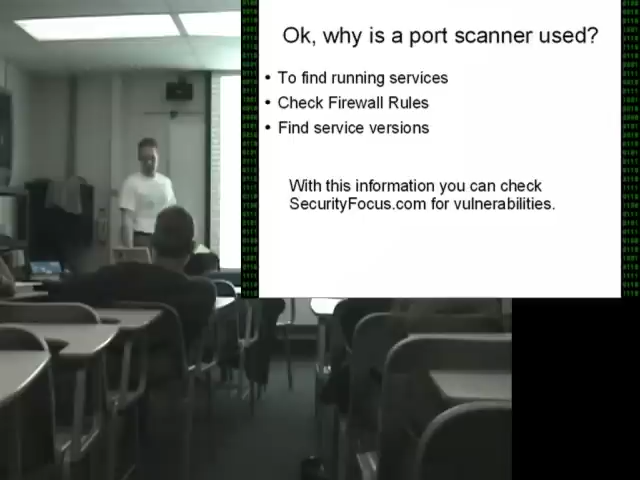 Ok, why is a port scanner used?
• To find running services
• Check Firewall Rules
• Find service versions
With this information you can check
SecurityFocus.com for vulnerabilities.